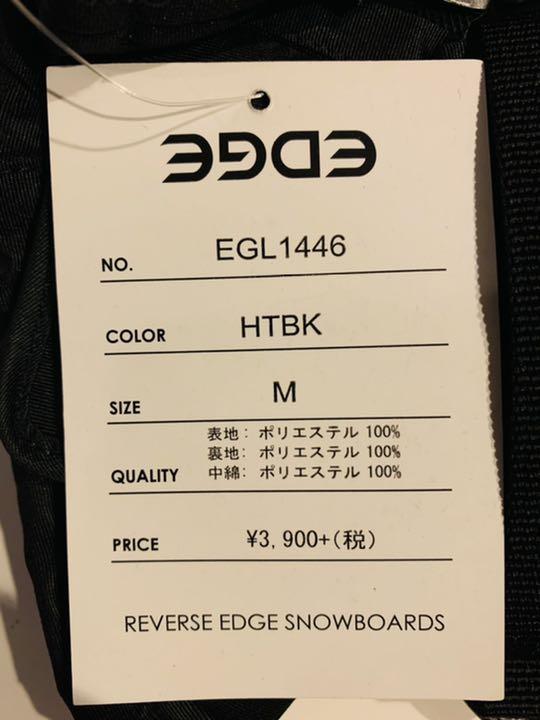 EDGE
NO. EGL1446
COLOR HTBK
SIZE M
表地: ポリエステル 100%
裏地: ポリエステル 100%
QUALITY 中綿: ポリエステル 100%
PRICE ¥3,900+(税)
REVERSE EDGE SNOWBOARDS